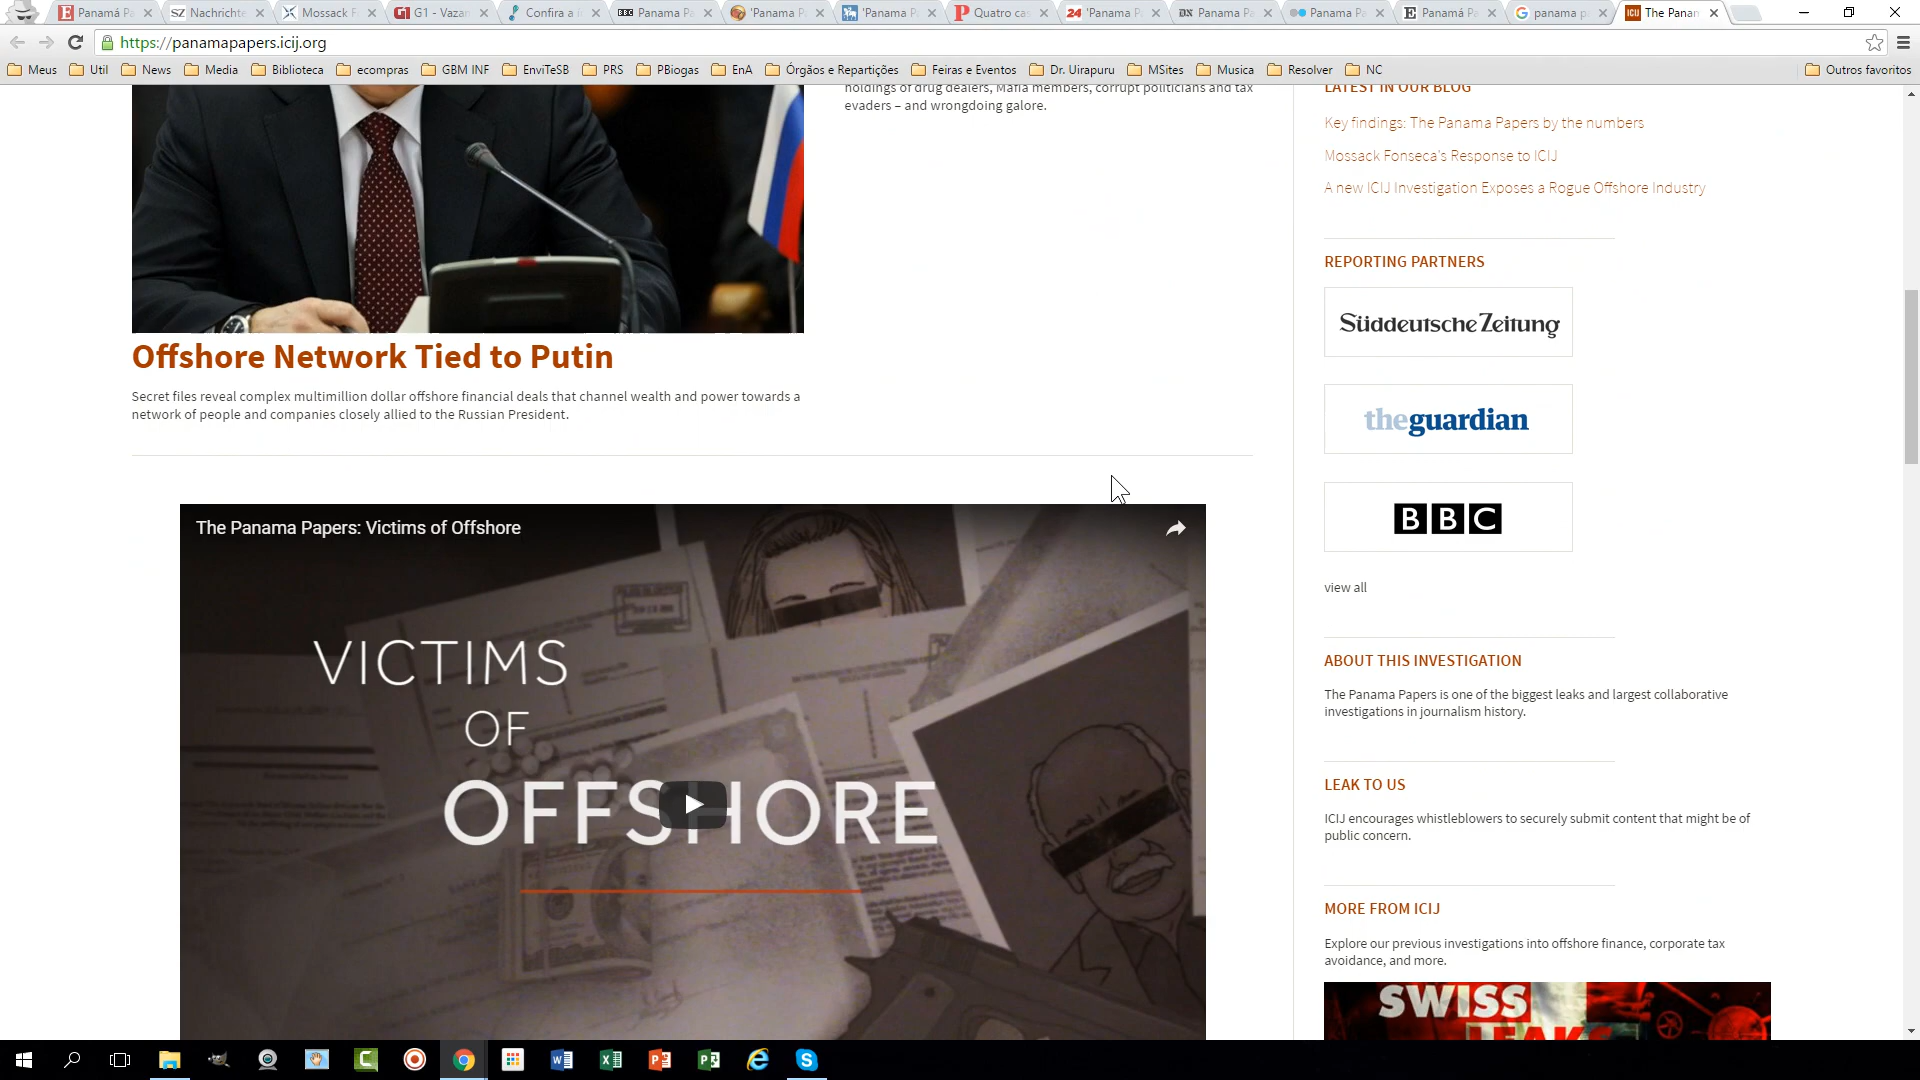 Panamá Pa
Nachrichte
Mossack F
G1 - Vazan
Confira a í
Panama Pa
'Panama P
'Panama P
Quatro cas
'Panama P
Panama Pa
Panama Pa
Panamá Pa
panama p
The Panam
https://panamapapers.icij.org
Meus
Util
News
Media
Biblioteca
ecompras
GBM INF
EnviTeSB
PRS
PBiogas
EnA
Órgãos e Repartições
Feiras e Eventos
Dr. Uirapuru
MSites
Musica
Resolver
NC
Outros favoritos
holdings of drug dealers, Mafia members, corrupt politicians and tax
evaders – and wrongdoing galore.
Offshore Network Tied to Putin
Secret files reveal complex multimillion dollar offshore financial deals that channel wealth and power towards a
network of people and companies closely allied to the Russian President.
The Panama Papers: Victims of Offshore
VICTIMS
OF
OFFSHORE
LATEST IN OUR BLOG
Key findings: The Panama Papers by the numbers
Mossack Fonseca's Response to ICIJ
A new ICIJ Investigation Exposes a Rogue Offshore Industry
REPORTING PARTNERS
Süddeutsche Zeitung
theguardian
BBC
view all
ABOUT THIS INVESTIGATION
The Panama Papers is one of the biggest leaks and largest collaborative
investigations in journalism history.
LEAK TO US
ICIJ encourages whistleblowers to securely submit content that might be of
public concern.
MORE FROM ICIJ
Explore our previous investigations into offshore finance, corporate tax
avoidance, and more.
SWISS
LEAKS